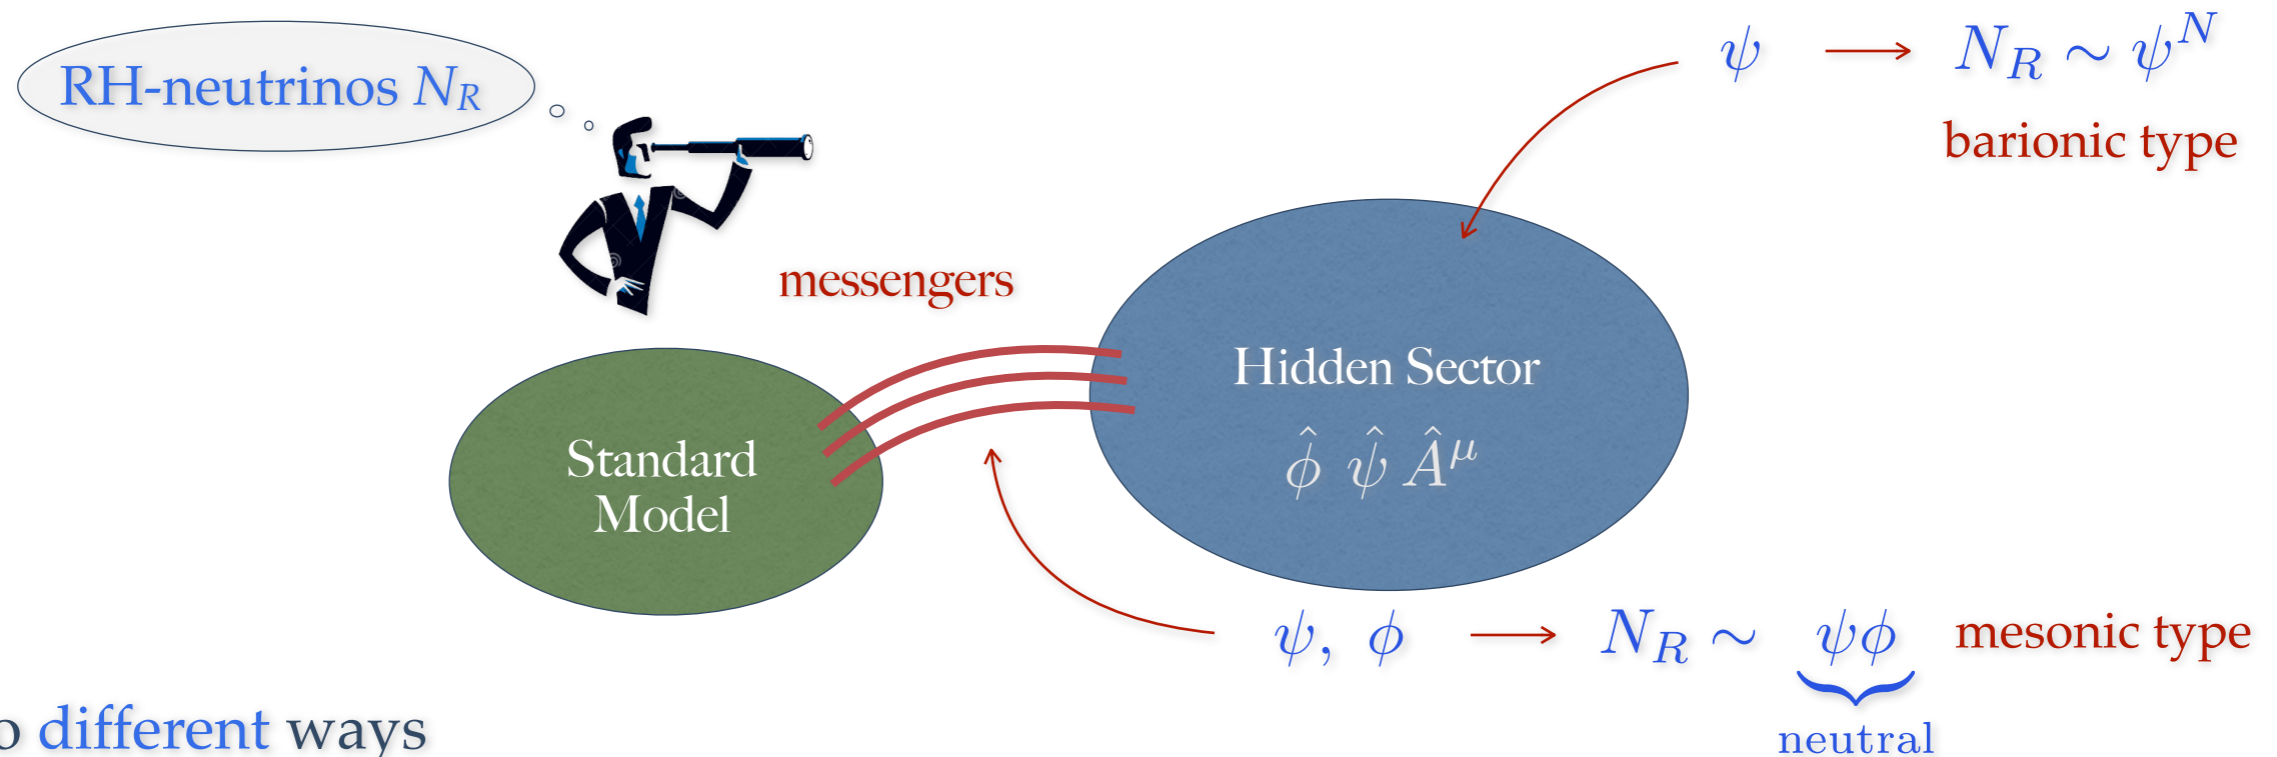 RH-neutrinos N_R
ψ → N_R ∼ ψ^N
barionic type
messengers
Hidden Sector
ϕ̂ ψ̂ Â^μ
Standard
Model
ψ, ϕ → N_R ∼ ψϕ mesonic type
neutral
o different ways